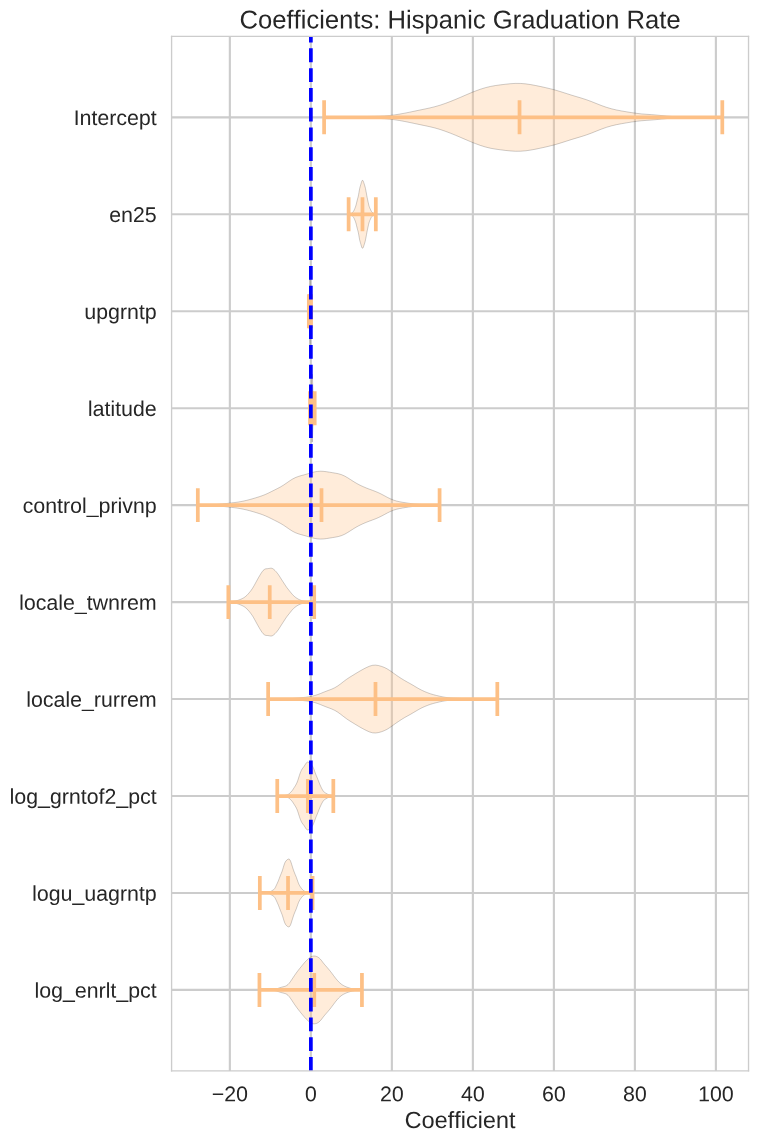 Coefficients: Hispanic Graduation Rate
Intercept
en25
upgrntp
latitude
control_privnp
locale_twnrem
locale_rurrem
log_grntof2_pct
logu_uagrntp
log_enrlt_pct
−20 0 20 40 60 80 100
Coefficient